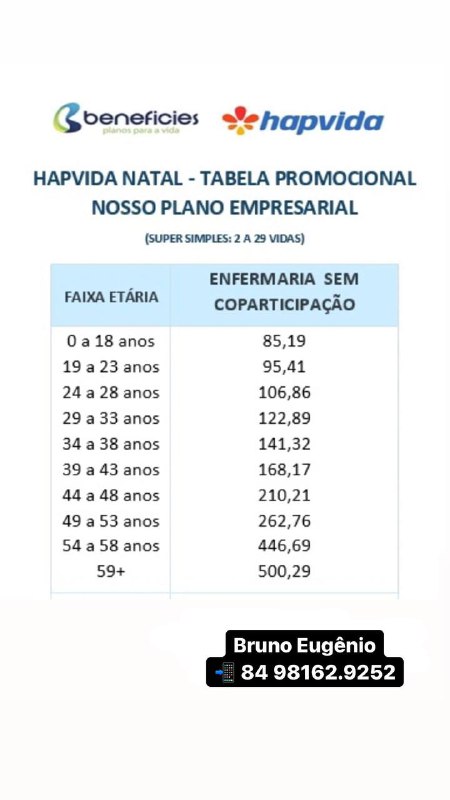 beneficies
planos para a vida
hapvida
HAPVIDA NATAL - TABELA PROMOCIONAL
NOSSO PLANO EMPRESARIAL
(SUPER SIMPLES: 2 A 29 VIDAS)
FAIXA ETÁRIA
ENFERMARIA SEM
COPARTICIPAÇÃO
0 a 18 anos 85,19
19 a 23 anos 95,41
24 a 28 anos 106,86
29 a 33 anos 122,89
34 a 38 anos 141,32
39 a 43 anos 168,17
44 a 48 anos 210,21
49 a 53 anos 262,76
54 a 58 anos 446,69
59+ 500,29
Bruno Eugênio
📲 84 98162.9252